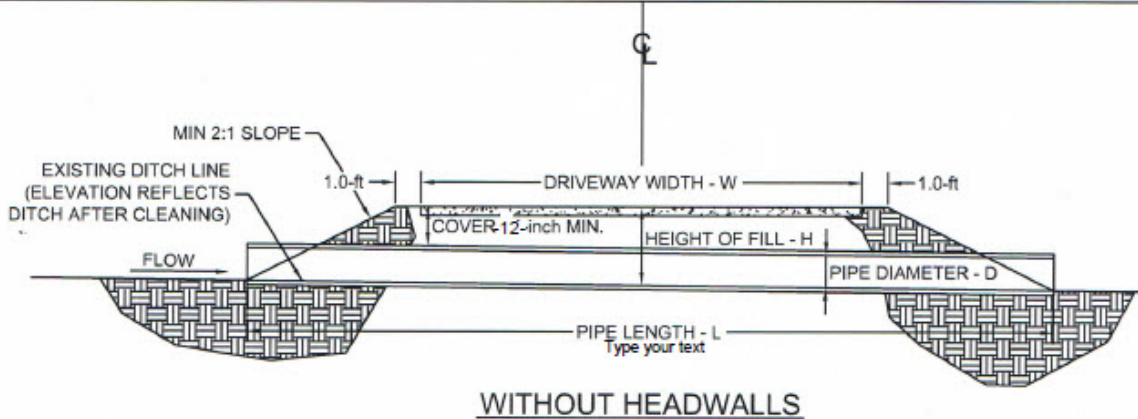 ℄
MIN 2:1 SLOPE
EXISTING DITCH LINE
(ELEVATION REFLECTS
DITCH AFTER CLEANING)
1.0-ft
DRIVEWAY WIDTH - W
1.0-ft
COVER-12-inch MIN.
HEIGHT OF FILL - H
FLOW
PIPE DIAMETER - D
PIPE LENGTH - L
Type your text
WITHOUT HEADWALLS